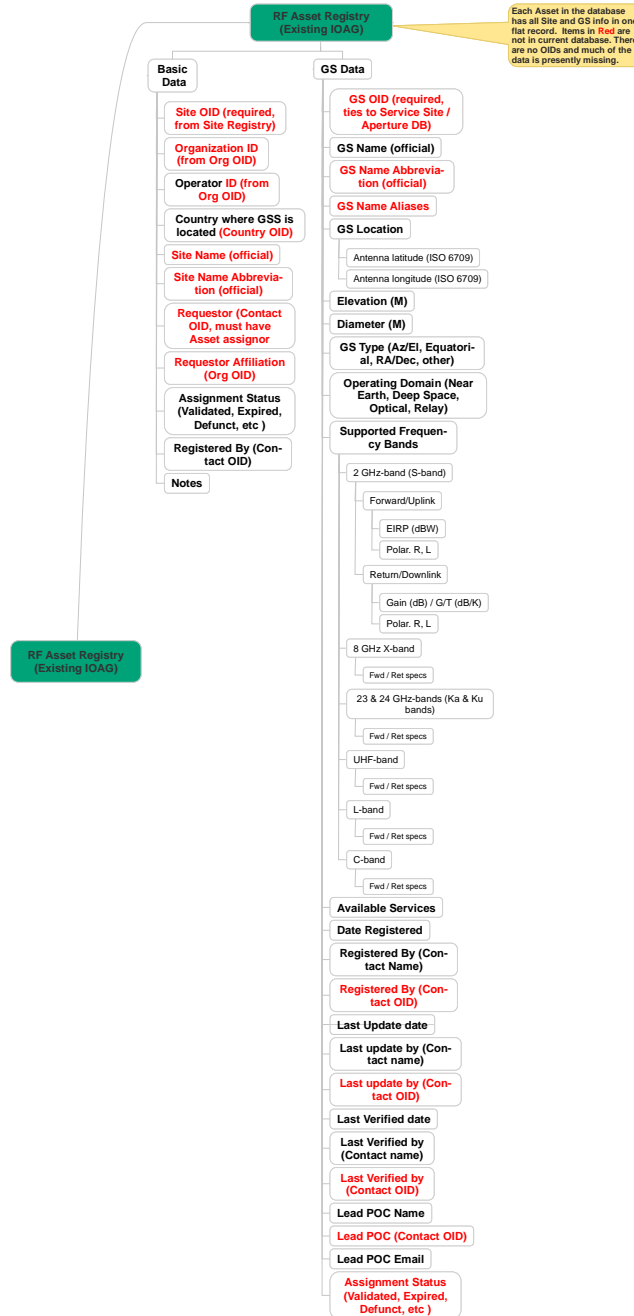 RF Asset Registry
(Existing IOAG)
Each Asset in the database
has all Site and GS info in one
flat record. Items in Red are
not in current database. There
are no OIDs and much of the
data is presently missing.
Basic
Data
Site OID (required,
from Site Registry)
Organization ID
(from Org OID)
Operator ID (from
Org OID)
Country where GSS is
located (Country OID)
Site Name (official)
Site Name Abbrevia-
tion (official)
Requestor (Contact
OID, must have
Asset assignor
Requestor Affiliation
(Org OID)
Assignment Status
(Validated, Expired,
Defunct, etc )
Registered By (Con-
tact OID)
Notes
GS Data
GS OID (required,
ties to Service Site /
Aperture DB)
GS Name (official)
GS Name Abbrevia-
tion (official)
GS Name Aliases
GS Location
Antenna latitude (ISO 6709)
Antenna longitude (ISO 6709)
Elevation (M)
Diameter (M)
GS Type (Az/El, Equatori-
al, RA/Dec, other)
Operating Domain (Near
Earth, Deep Space,
Optical, Relay)
Supported Frequen-
cy Bands
2 GHz-band (S-band)
Forward/Uplink
EIRP (dBW)
Polar. R, L
Return/Downlink
Gain (dB) / G/T (dB/K)
Polar. R, L
8 GHz X-band
Fwd / Ret specs
23 & 24 GHz-bands (Ka & Ku
bands)
Fwd / Ret specs
UHF-band
Fwd / Ret specs
L-band
Fwd / Ret specs
C-band
Fwd / Ret specs
Available Services
Date Registered
Registered By (Con-
tact Name)
Registered By (Con-
tact OID)
Last Update date
Last update by (Con-
tact name)
Last update by (Con-
tact OID)
Last Verified date
Last Verified by
(Contact name)
Last Verified by
(Contact OID)
Lead POC Name
Lead POC (Contact OID)
Lead POC Email
Assignment Status
(Validated, Expired,
Defunct, etc )
RF Asset Registry
(Existing IOAG)